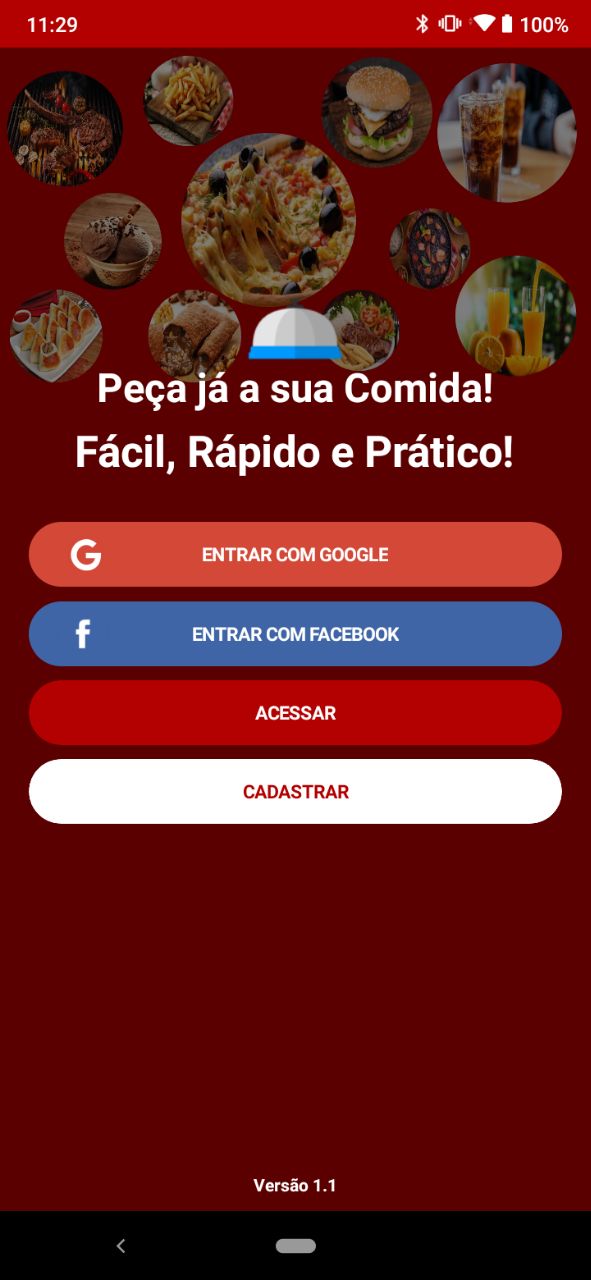 11:29
100%
Peça já a sua Comida!
Fácil, Rápido e Prático!
ENTRAR COM GOOGLE
ENTRAR COM FACEBOOK
ACESSAR
CADASTRAR
Versão 1.1